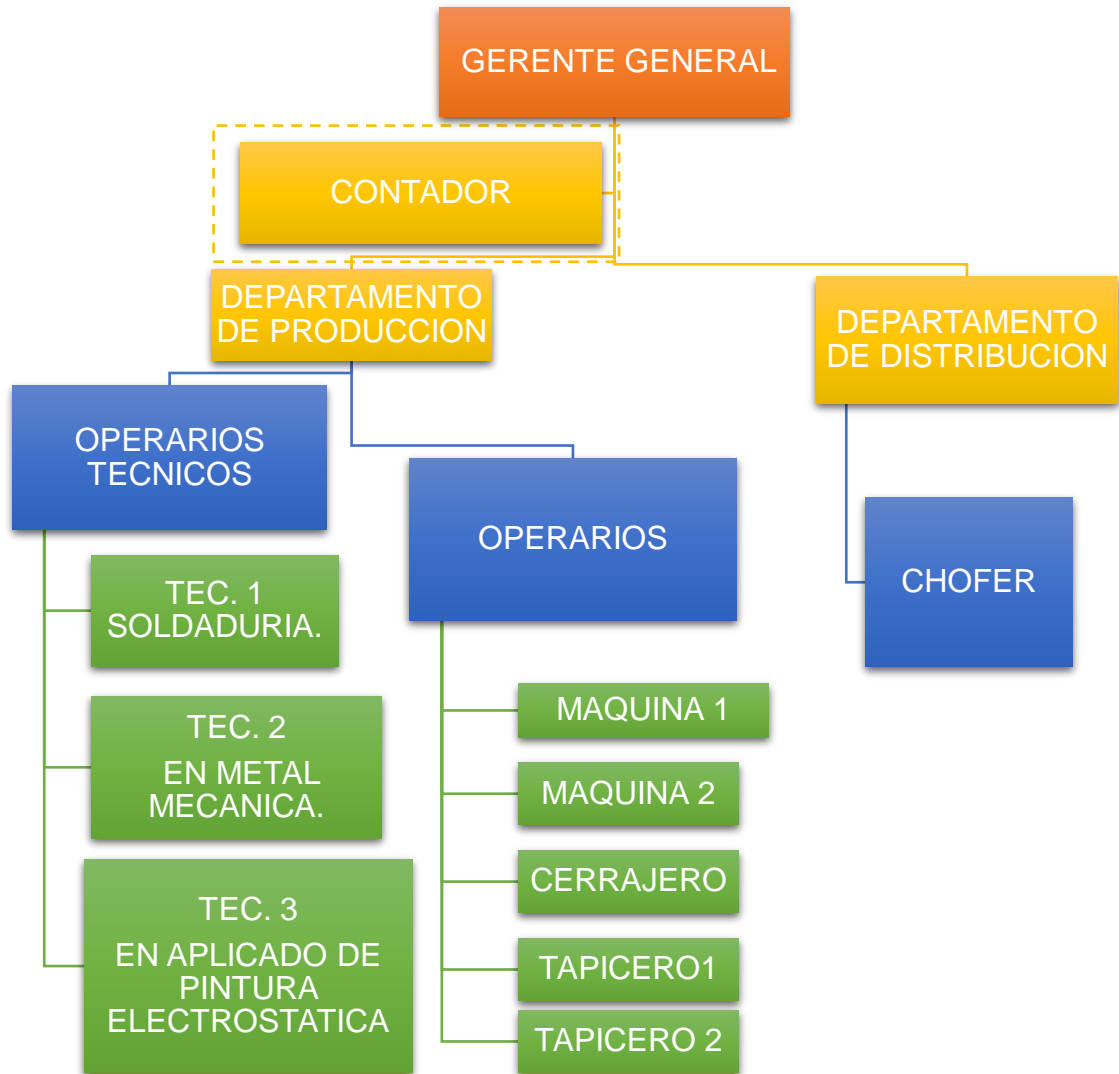 GERENTE GENERAL
CONTADOR
DEPARTAMENTO
DE PRODUCCION
DEPARTAMENTO
DE DISTRIBUCION
OPERARIOS
TECNICOS
OPERARIOS
CHOFER
TEC. 1
SOLDADURIA.
TEC. 2
EN METAL
MECANICA.
TEC. 3
EN APLICADO DE
PINTURA
ELECTROSTATICA
MAQUINA 1
MAQUINA 2
CERRAJERO
TAPICERO1
TAPICERO 2